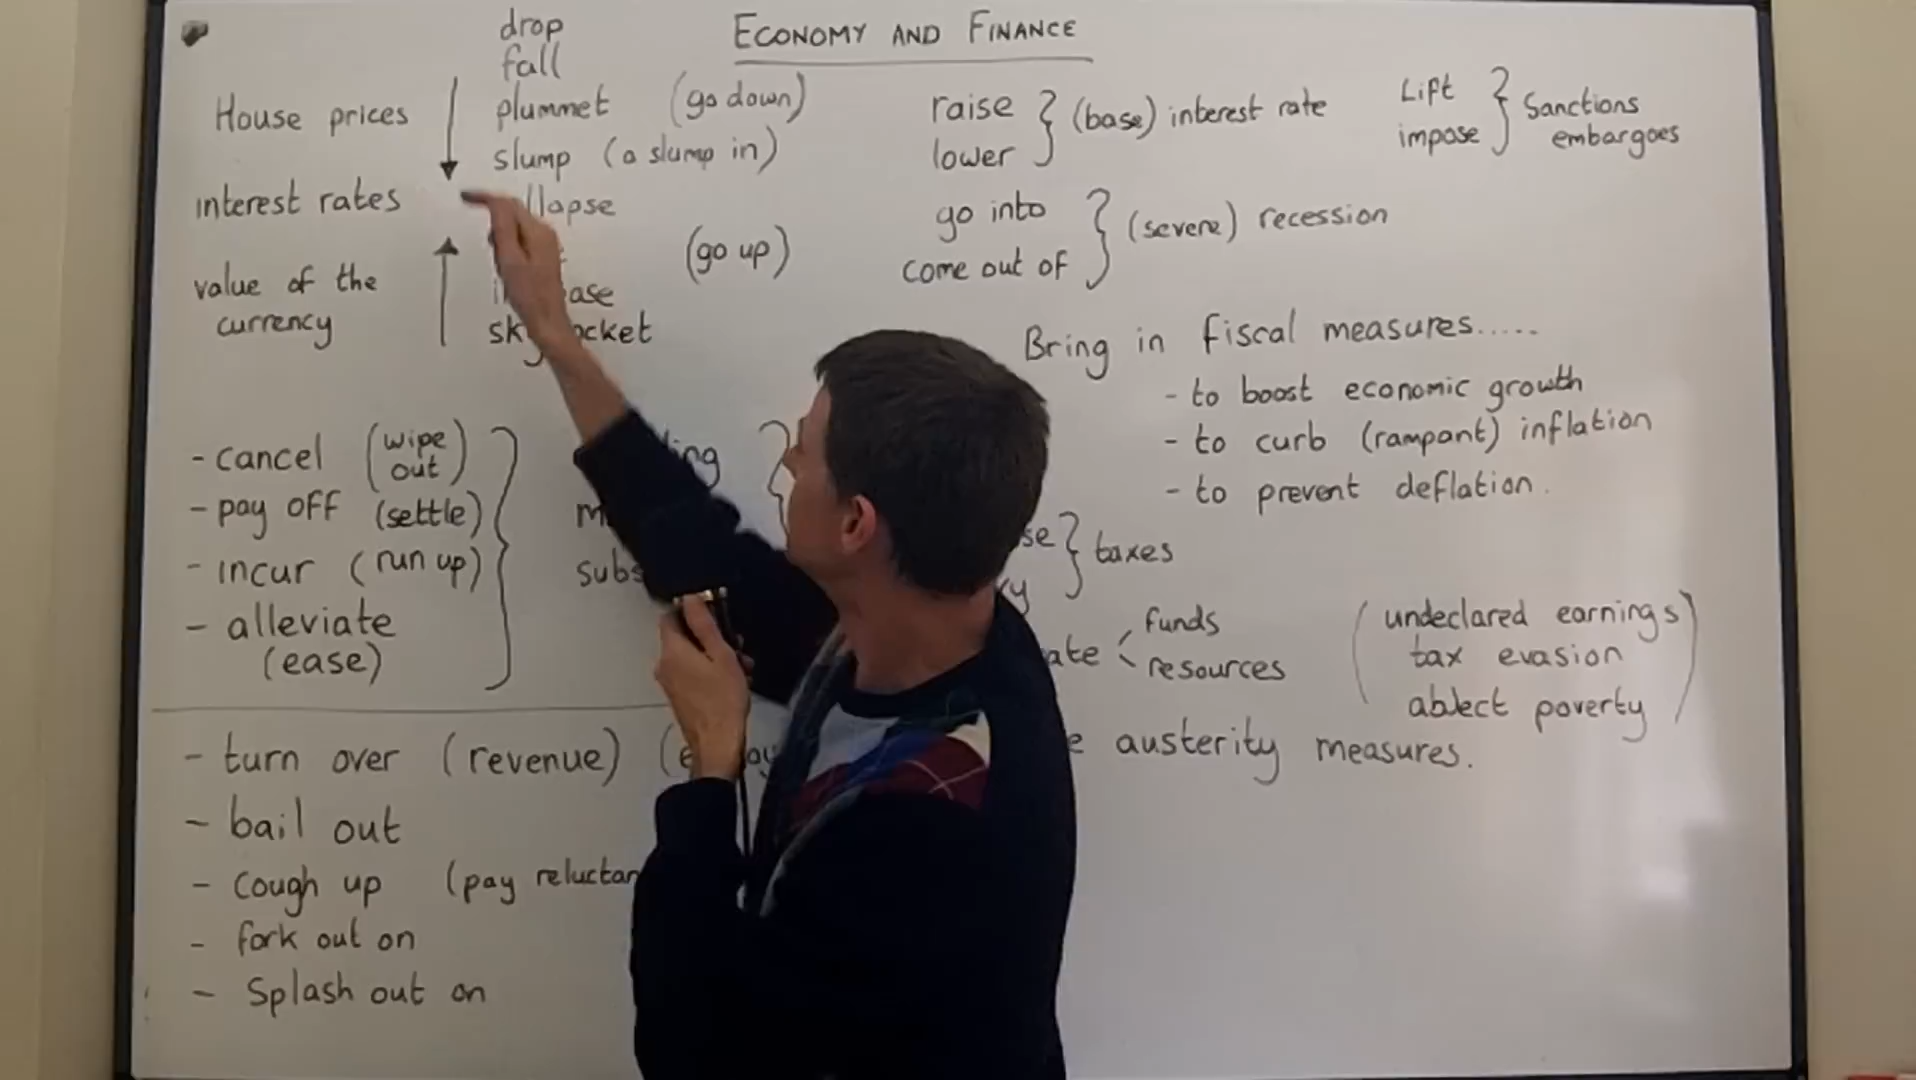 ECONOMY AND FINANCE
drop
fall
House prices
plummet (go down)
slump (a slump in)
interest rates
(go up)
value of the
currency
raise
lower
(base) interest rate
Lift
impose
Sanctions
embargoes
go into
come out of
(severe) recession
Bring in fiscal measures.....
- to boost economic growth
- to curb (rampant) inflation
- to prevent deflation.
- cancel (wipe out)
- pay off (settle)
- incur (run up)
- alleviate
(ease)
taxes
funds
resources
(undeclared earnings
tax evasion
abject poverty)
austerity measures.
- turn over (revenue)
- bail out
- cough up (pay
- fork out on
- Splash out on